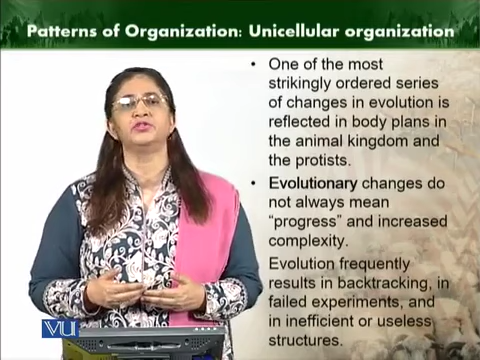 Patterns of Organization: Unicellular organization
• One of the most
strikingly ordered series
of changes in evolution is
reflected in body plans in
the animal kingdom and
the protists.
• Evolutionary changes do
not always mean
“progress” and increased
complexity.
Evolution frequently
results in backtracking, in
failed experiments, and
in inefficient or useless
structures.
VU